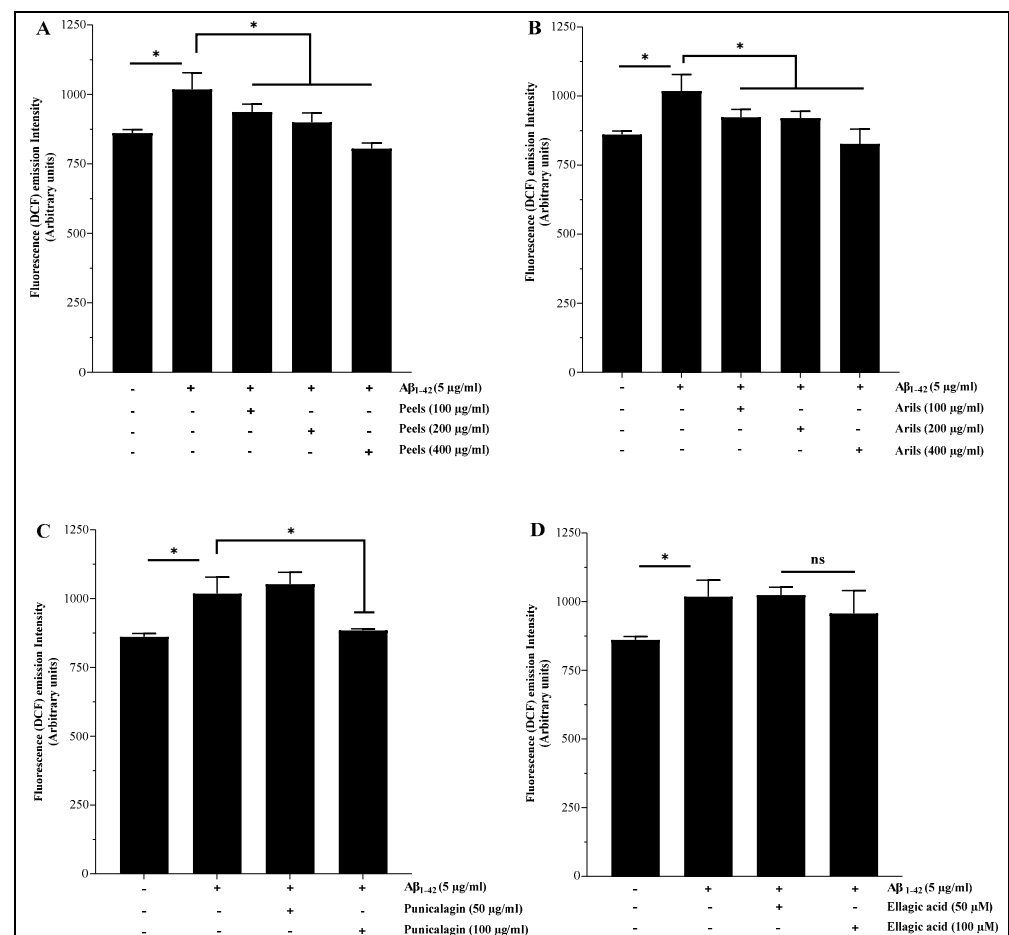 A
1250
1000
750
500
250
0
Fluorescence (DCF) emission Intensity
(Arbitrary units)
*
*
- + + + + Aβ1-42 (5 µg/ml)
- - + - - Peels (100 µg/ml)
- - - + - Peels (200 µg/ml)
- - - - + Peels (400 µg/ml)
B
1250
1000
750
500
250
0
Fluorescence (DCF) emission Intensity
(Arbitrary units)
*
*
- + + + + Aβ1-42 (5 µg/ml)
- - + - - Arils (100 µg/ml)
- - - + - Arils (200 µg/ml)
- - - - + Arils (400 µg/ml)
C
1250
1000
750
500
250
0
Fluorescence (DCF) emission Intensity
(Arbitrary units)
*
*
- + + + Aβ1-42 (5 µg/ml)
- - + - Punicalagin (50 µg/ml)
- - - + Punicalagin (100 µg/ml)
D
1250
1000
750
500
250
0
Fluorescence (DCF) emission Intensity
(Arbitrary units)
*
ns
- + + + Aβ 1-42 (5 µg/ml)
- - + - Ellagic acid (50 µM)
- - - + Ellagic acid (100 µM)